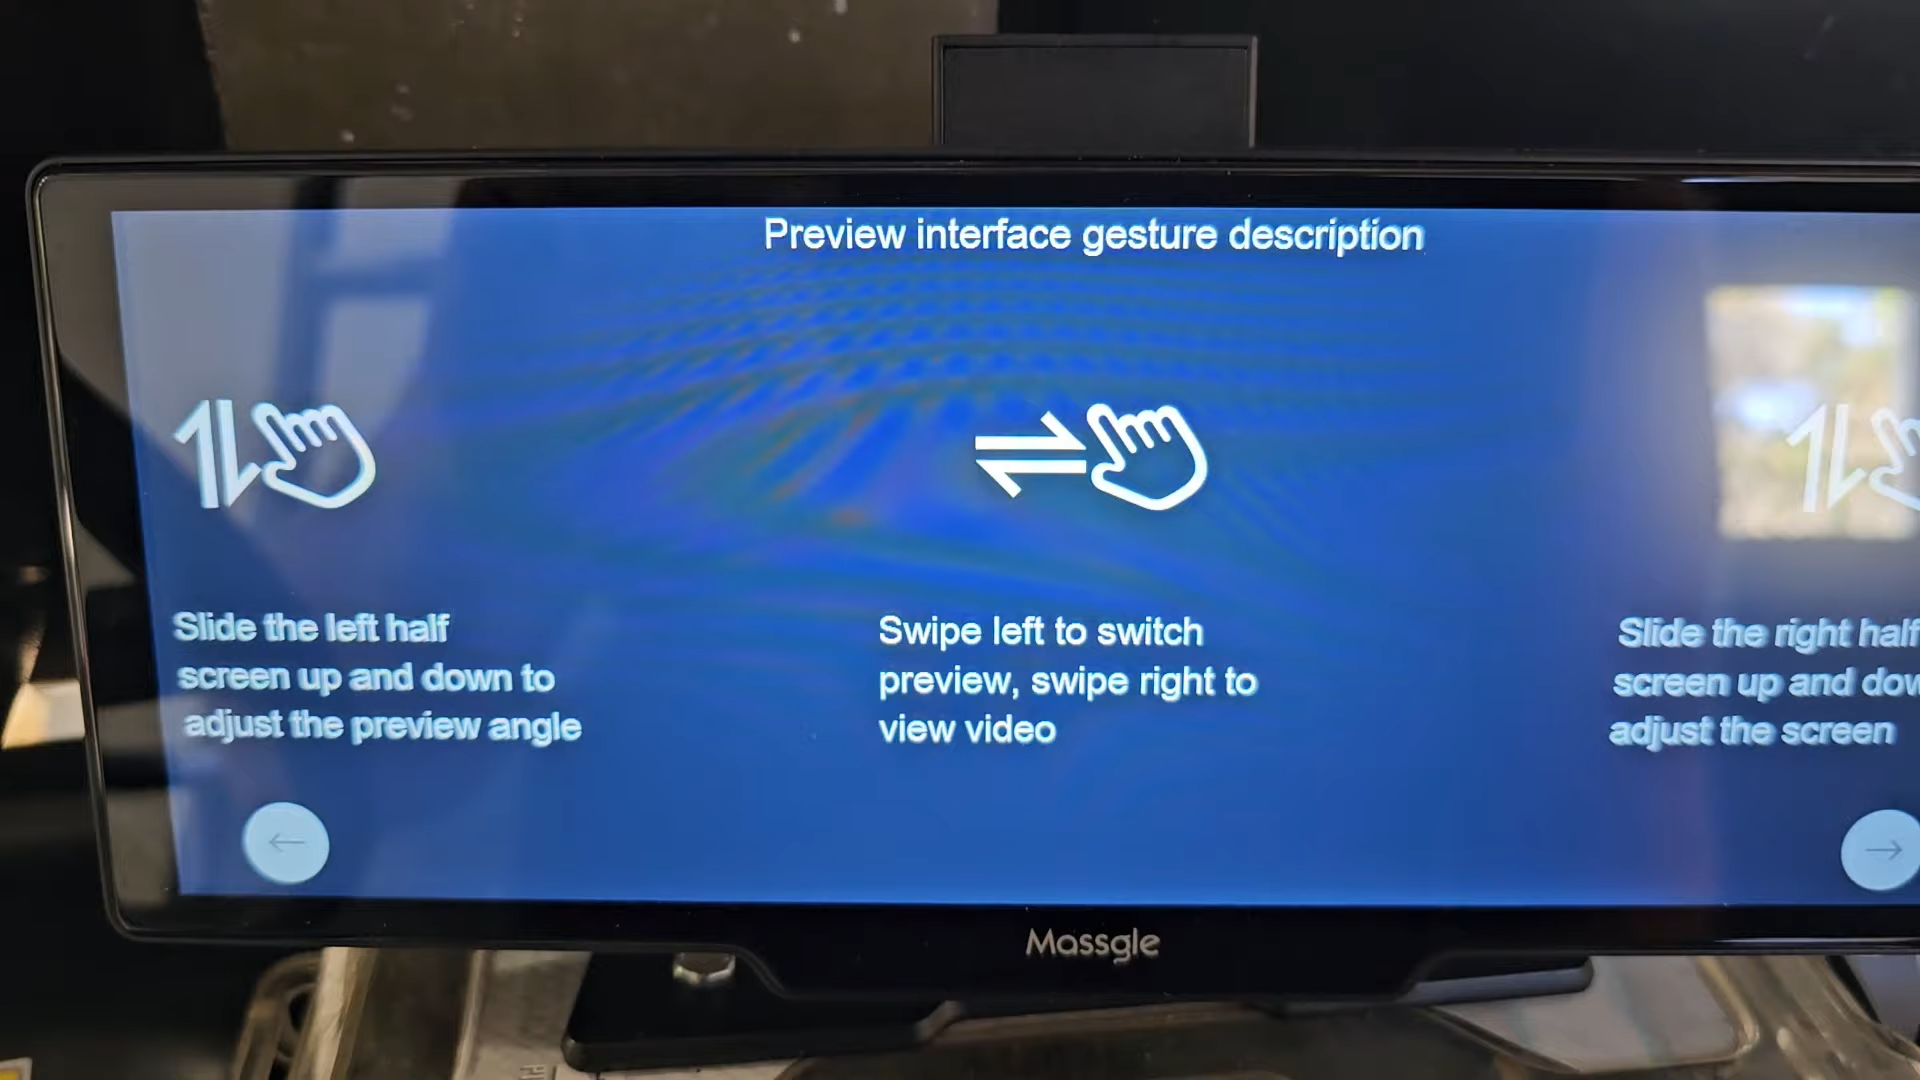 Preview interface gesture description
Slide the left half
screen up and down to
adjust the preview angle
Swipe left to switch
preview, swipe right to
view video
Slide the right half
screen up and
adjust the screen
Massgle